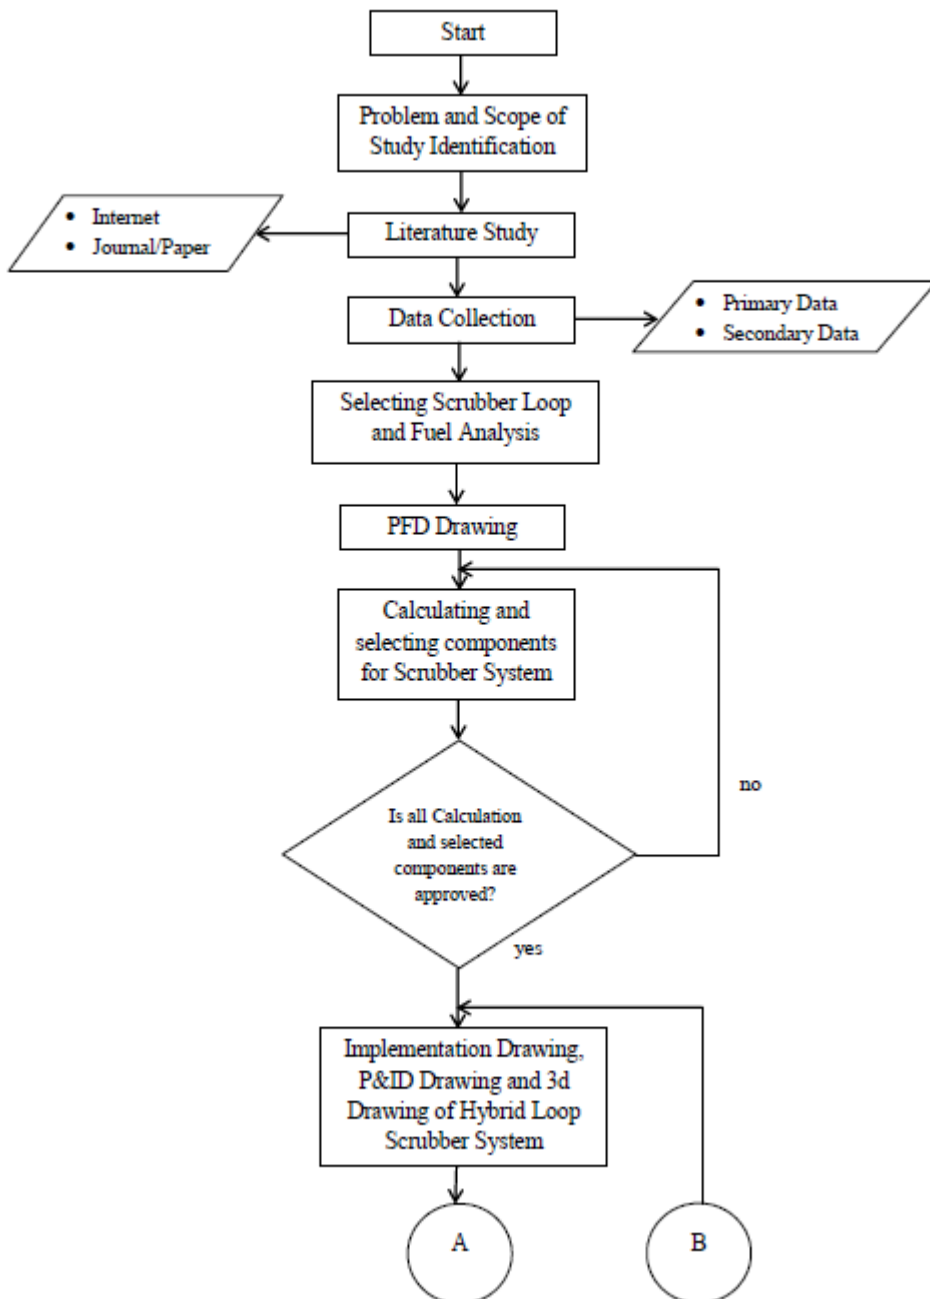 Start
Problem and Scope of
Study Identification
• Internet
• Journal/Paper
Literature Study
Data Collection
• Primary Data
• Secondary Data
Selecting Scrubber Loop
and Fuel Analysis
PFD Drawing
Calculating and
selecting components
for Scrubber System
no
Is all Calculation
and selected
components are
approved?
yes
Implementation Drawing,
P&ID Drawing and 3d
Drawing of Hybrid Loop
Scrubber System
A
B